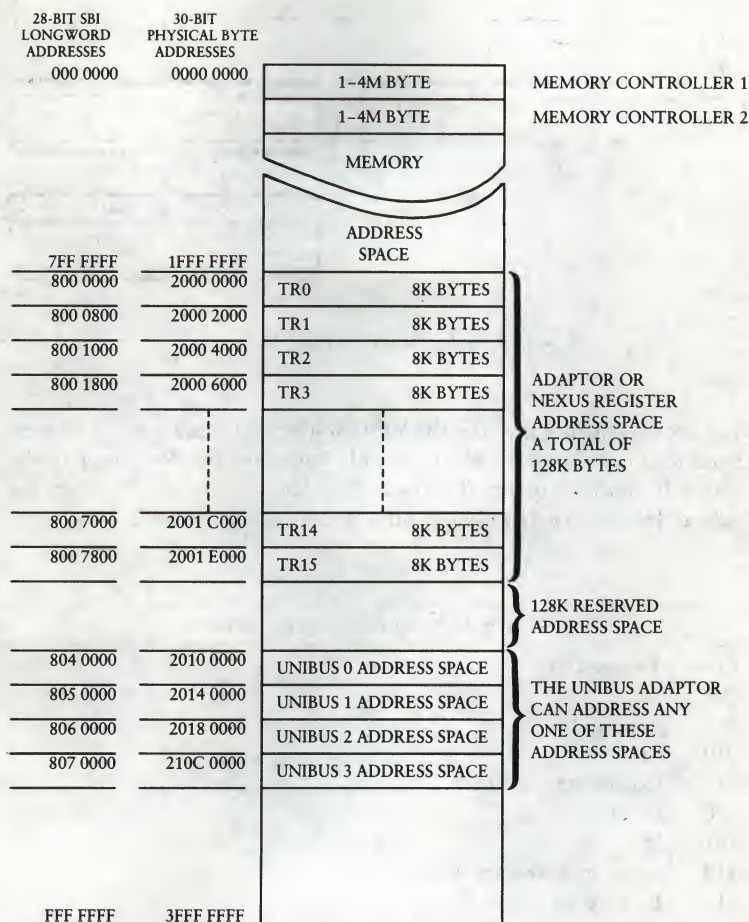 28-BIT SBI 30-BIT
LONGWORD PHYSICAL BYTE
ADDRESSES ADDRESSES
000 0000 0000 0000
1-4M BYTE MEMORY CONTROLLER 1
1-4M BYTE MEMORY CONTROLLER 2
MEMORY
ADDRESS
SPACE
7FF FFFF 1FFF FFFF
800 0000 2000 0000 TR0 8K BYTES
800 0800 2000 2000 TR1 8K BYTES
800 1000 2000 4000 TR2 8K BYTES
800 1800 2000 6000 TR3 8K BYTES
ADAPTOR OR
NEXUS REGISTER
ADDRESS SPACE
A TOTAL OF
128K BYTES
800 7000 2001 C000 TR14 8K BYTES
800 7800 2001 E000 TR15 8K BYTES
128K RESERVED
ADDRESS SPACE
804 0000 2010 0000 UNIBUS 0 ADDRESS SPACE
805 0000 2014 0000 UNIBUS 1 ADDRESS SPACE
806 0000 2018 0000 UNIBUS 2 ADDRESS SPACE
807 0000 210C 0000 UNIBUS 3 ADDRESS SPACE
THE UNIBUS ADAPTOR
CAN ADDRESS ANY
ONE OF THESE
ADDRESS SPACES
FFF FFFF 3FFF FFFF